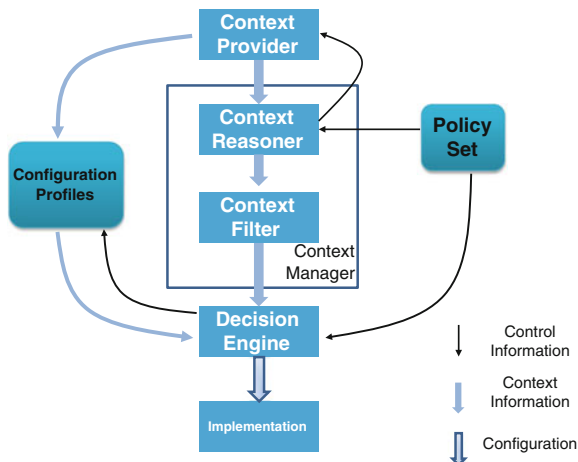 Context
Provider
Context
Reasoner
Policy
Set
Configuration
Profiles
Context
Filter
Context
Manager
Decision
Engine
Control
Information
Context
Information
Implementation
Configuration